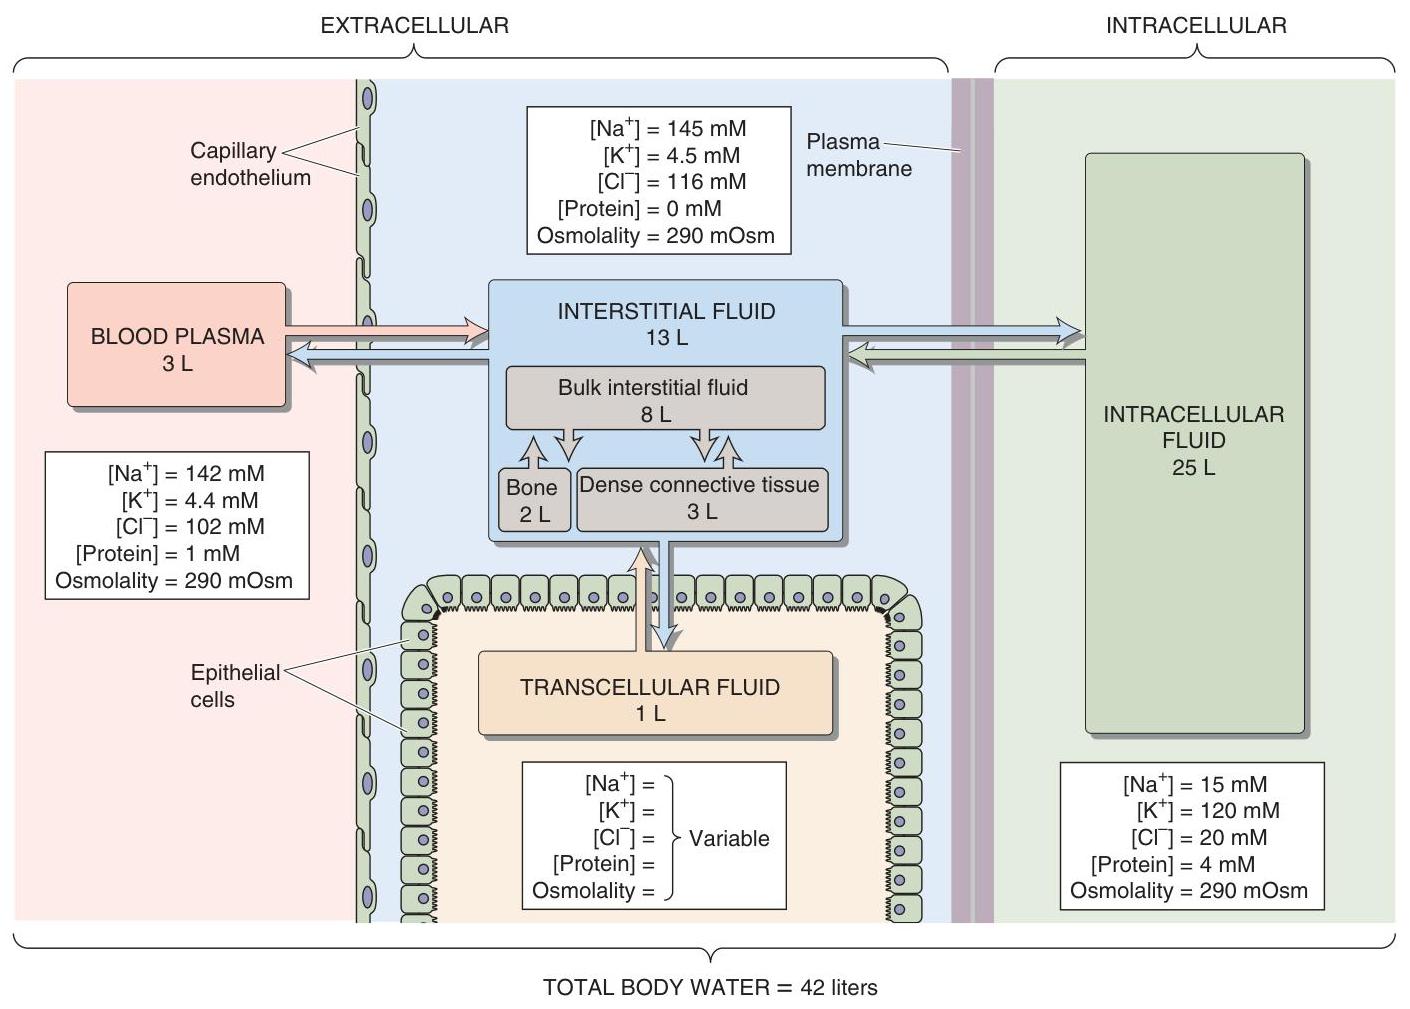 EXTRACELLULAR
INTRACELLULAR
Capillary
endothelium
[Na⁺] = 145 mM
[K⁺] = 4.5 mM
[Cl⁻] = 116 mM
[Protein] = 0 mM
Osmolality = 290 mOsm
Plasma
membrane
BLOOD PLASMA
3 L
INTERSTITIAL FLUID
13 L
Bulk interstitial fluid
8 L
Bone
2 L
Dense connective tissue
3 L
INTRACELLULAR
FLUID
25 L
[Na⁺] = 142 mM
[K⁺] = 4.4 mM
[Cl⁻] = 102 mM
[Protein] = 1 mM
Osmolality = 290 mOsm
Epithelial
cells
TRANSCELLULAR FLUID
1 L
[Na⁺] =
[K⁺] =
[Cl⁻] =
[Protein] =
Osmolality =
Variable
[Na⁺] = 15 mM
[K⁺] = 120 mM
[Cl⁻] = 20 mM
[Protein] = 4 mM
Osmolality = 290 mOsm
TOTAL BODY WATER = 42 liters